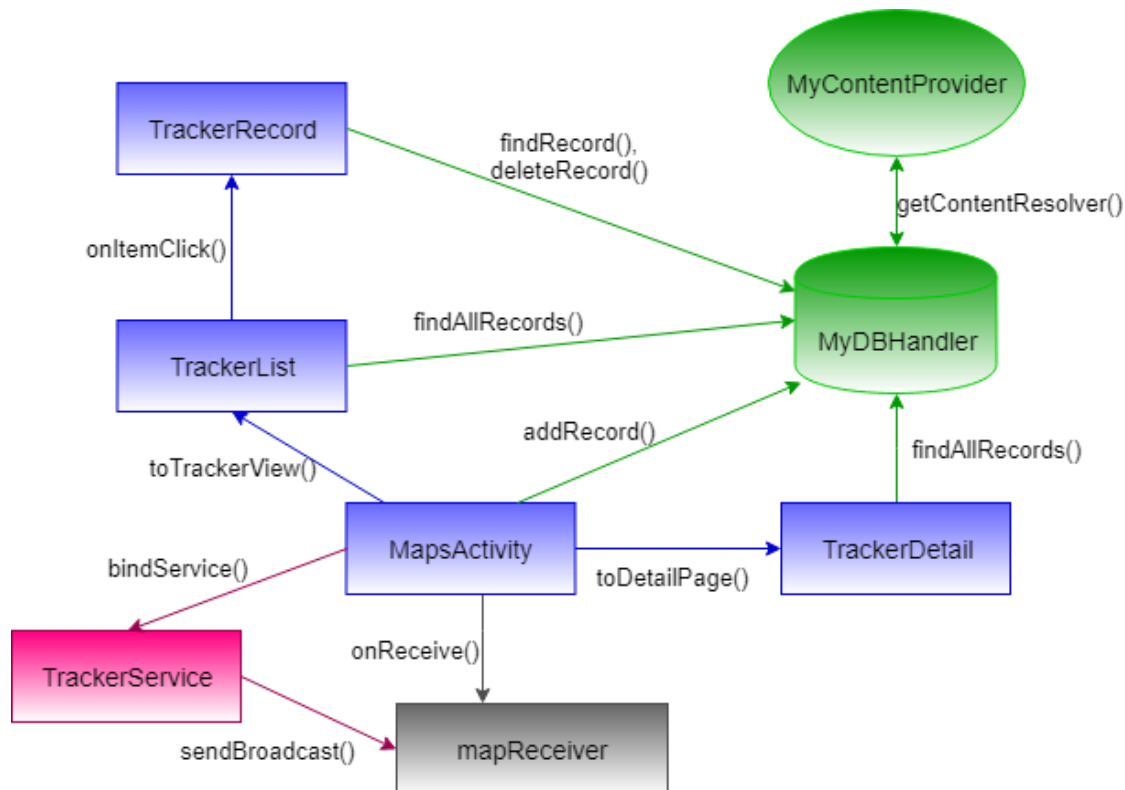 MyContentProvider
TrackerRecord
findRecord(),
deleteRecord()
getContentResolver()
onItemClick()
findAllRecords()
MyDBHandler
TrackerList
addRecord()
findAllRecords()
toTrackerView()
MapsActivity
TrackerDetail
bindService()
toDetailPage()
onReceive()
TrackerService
sendBroadcast()
mapReceiver